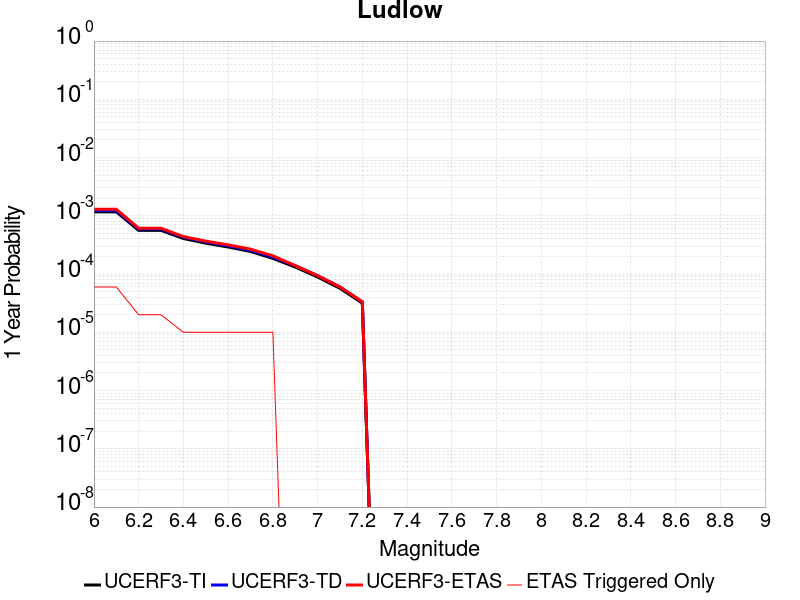 Ludlow
10^0
10^-1
10^-2
10^-3
10^-4
10^-5
10^-6
10^-7
10^-8
1 Year Probability
6 6.2 6.4 6.6 6.8 7 7.2 7.4 7.6 7.8 8 8.2 8.4 8.6 8.8 9
Magnitude
UCERF3-TI UCERF3-TD UCERF3-ETAS ETAS Triggered Only